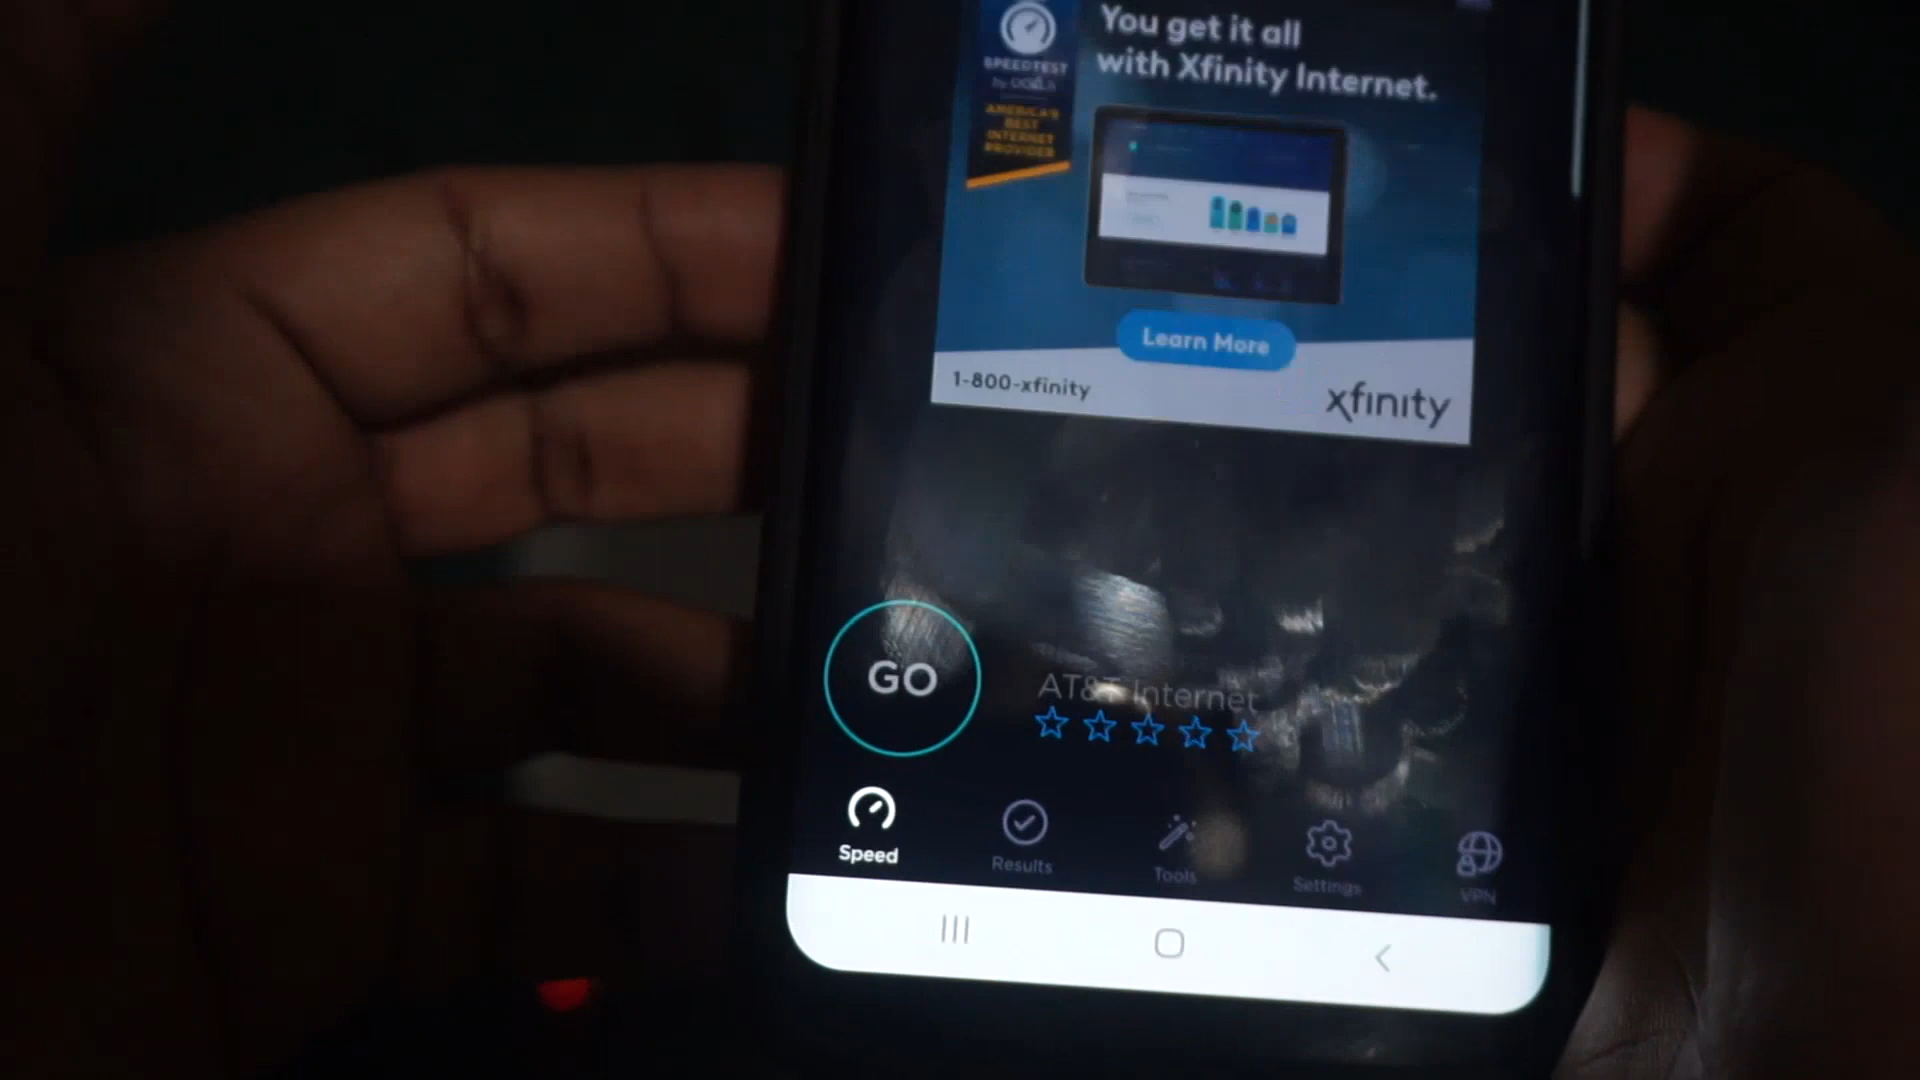 You get it all
with Xfinity Internet.
SPEEDTEST
by OOKLA
AMERICA'S
BEST
INTERNET
PROVIDER
Learn More
1-800-xfinity
xfinity
GO
AT&T Internet
Speed
Results
Tools
Settings
VPN